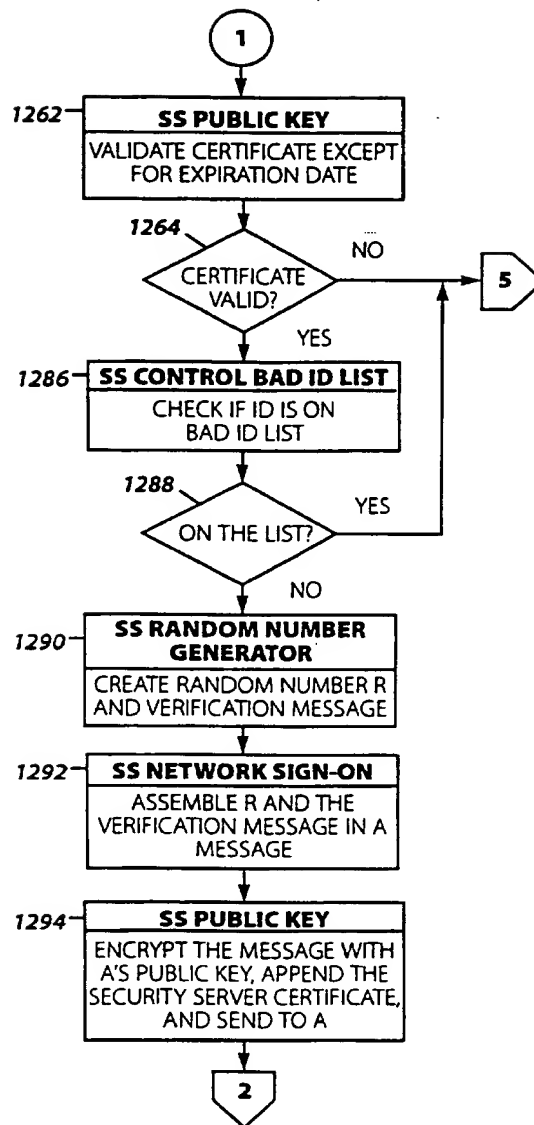 1
1262
SS PUBLIC KEY
VALIDATE CERTIFICATE EXCEPT
FOR EXPIRATION DATE
1264
NO
CERTIFICATE
VALID?
5
YES
1286
SS CONTROL BAD ID LIST
CHECK IF ID IS ON
BAD ID LIST
1288
YES
ON THE LIST?
NO
1290
SS RANDOM NUMBER
GENERATOR
CREATE RANDOM NUMBER R
AND VERIFICATION MESSAGE
1292
SS NETWORK SIGN-ON
ASSEMBLE R AND THE
VERIFICATION MESSAGE IN A
MESSAGE
1294
SS PUBLIC KEY
ENCRYPT THE MESSAGE WITH
A'S PUBLIC KEY, APPEND THE
SECURITY SERVER CERTIFICATE,
AND SEND TO A
2